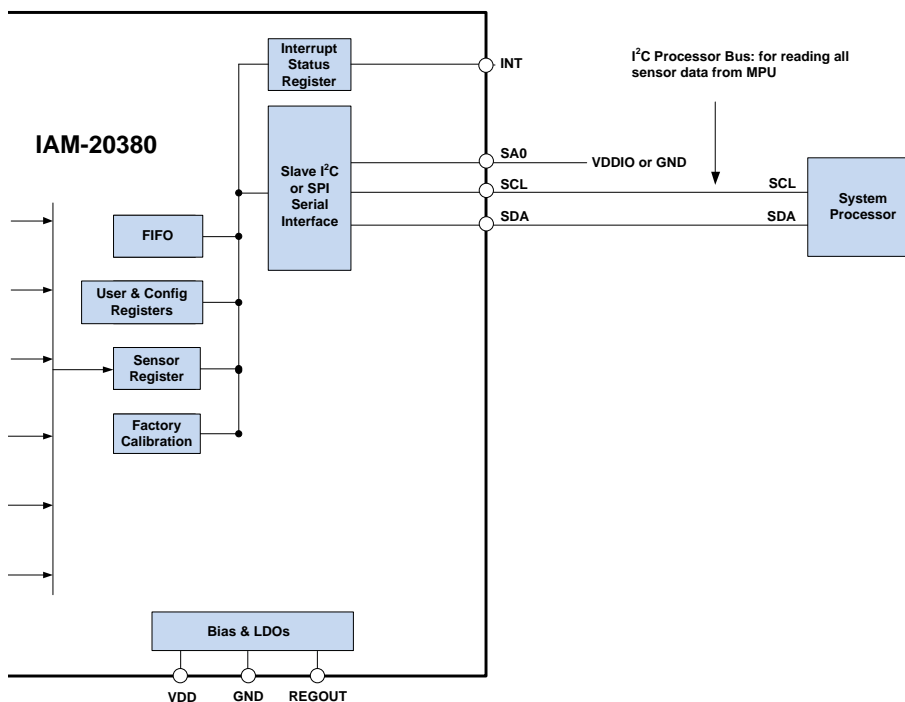 Interrupt
Status
Register
INT
I²C Processor Bus: for reading all
sensor data from MPU
IAM-20380
Slave I²C
or SPI
Serial
Interface
SA0
VDDIO or GND
SCL
SCL
SDA
SDA
System
Processor
FIFO
User & Config
Registers
Sensor
Register
Factory
Calibration
Bias & LDOs
VDD
GND
REGOUT